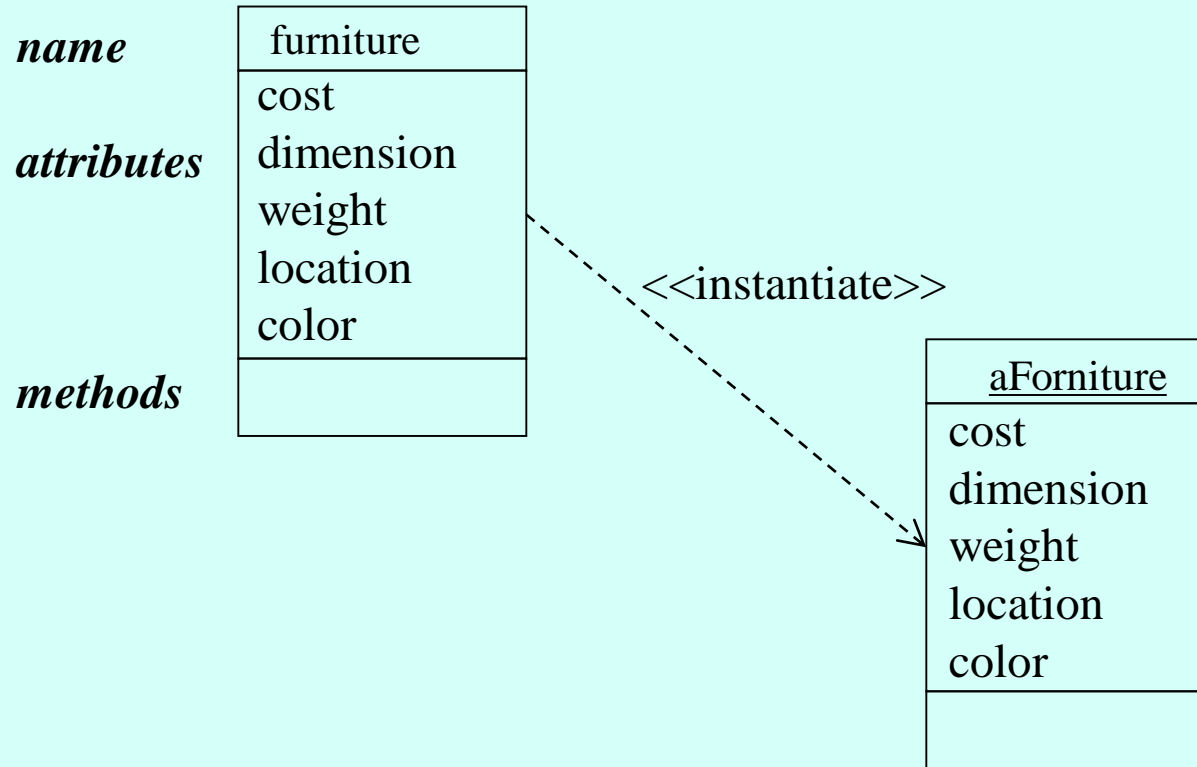 name
furniture
attributes
cost
dimension
weight
location
color
methods
<<instantiate>>
aForniture
cost
dimension
weight
location
color